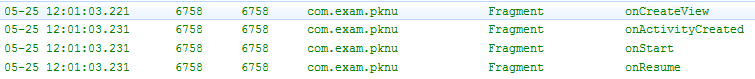 05-25 12:01:03.221 6758 6758 com.exam.pknu Fragment onCreateView
05-25 12:01:03.231 6758 6758 com.exam.pknu Fragment onActivityCreated
05-25 12:01:03.231 6758 6758 com.exam.pknu Fragment onStart
05-25 12:01:03.231 6758 6758 com.exam.pknu Fragment onResume